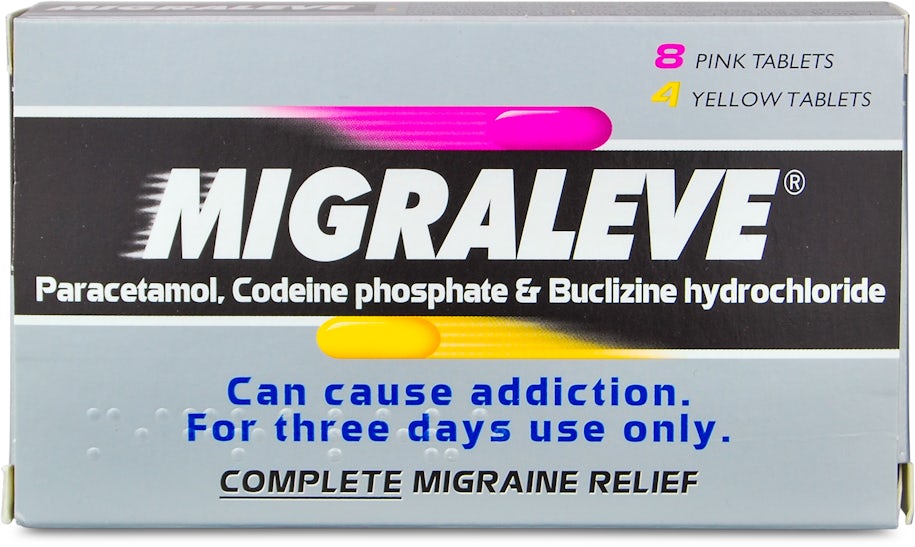 8 PINK TABLETS
4 YELLOW TABLETS
MIGRALEVE®
Paracetamol, Codeine phosphate & Buclizine hydrochloride
Can cause addiction.
For three days use only.
COMPLETE MIGRAINE RELIEF